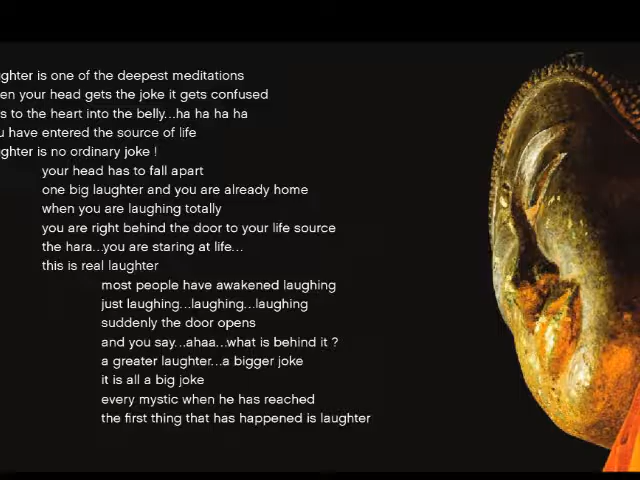 ghter is one of the deepest meditations
en your head gets the joke it gets confused
s to the heart into the belly...ha ha ha ha
u have entered the source of life
ghter is no ordinary joke !
your head has to fall apart
one big laughter and you are already home
when you are laughing totally
you are right behind the door to your life source
the hara...you are staring at life...
this is real laughter
most people have awakened laughing
just laughing...laughing...laughing
suddenly the door opens
and you say...ahaa...what is behind it ?
a greater laughter...a bigger joke
it is all a big joke
every mystic when he has reached
the first thing that has happened is laughter